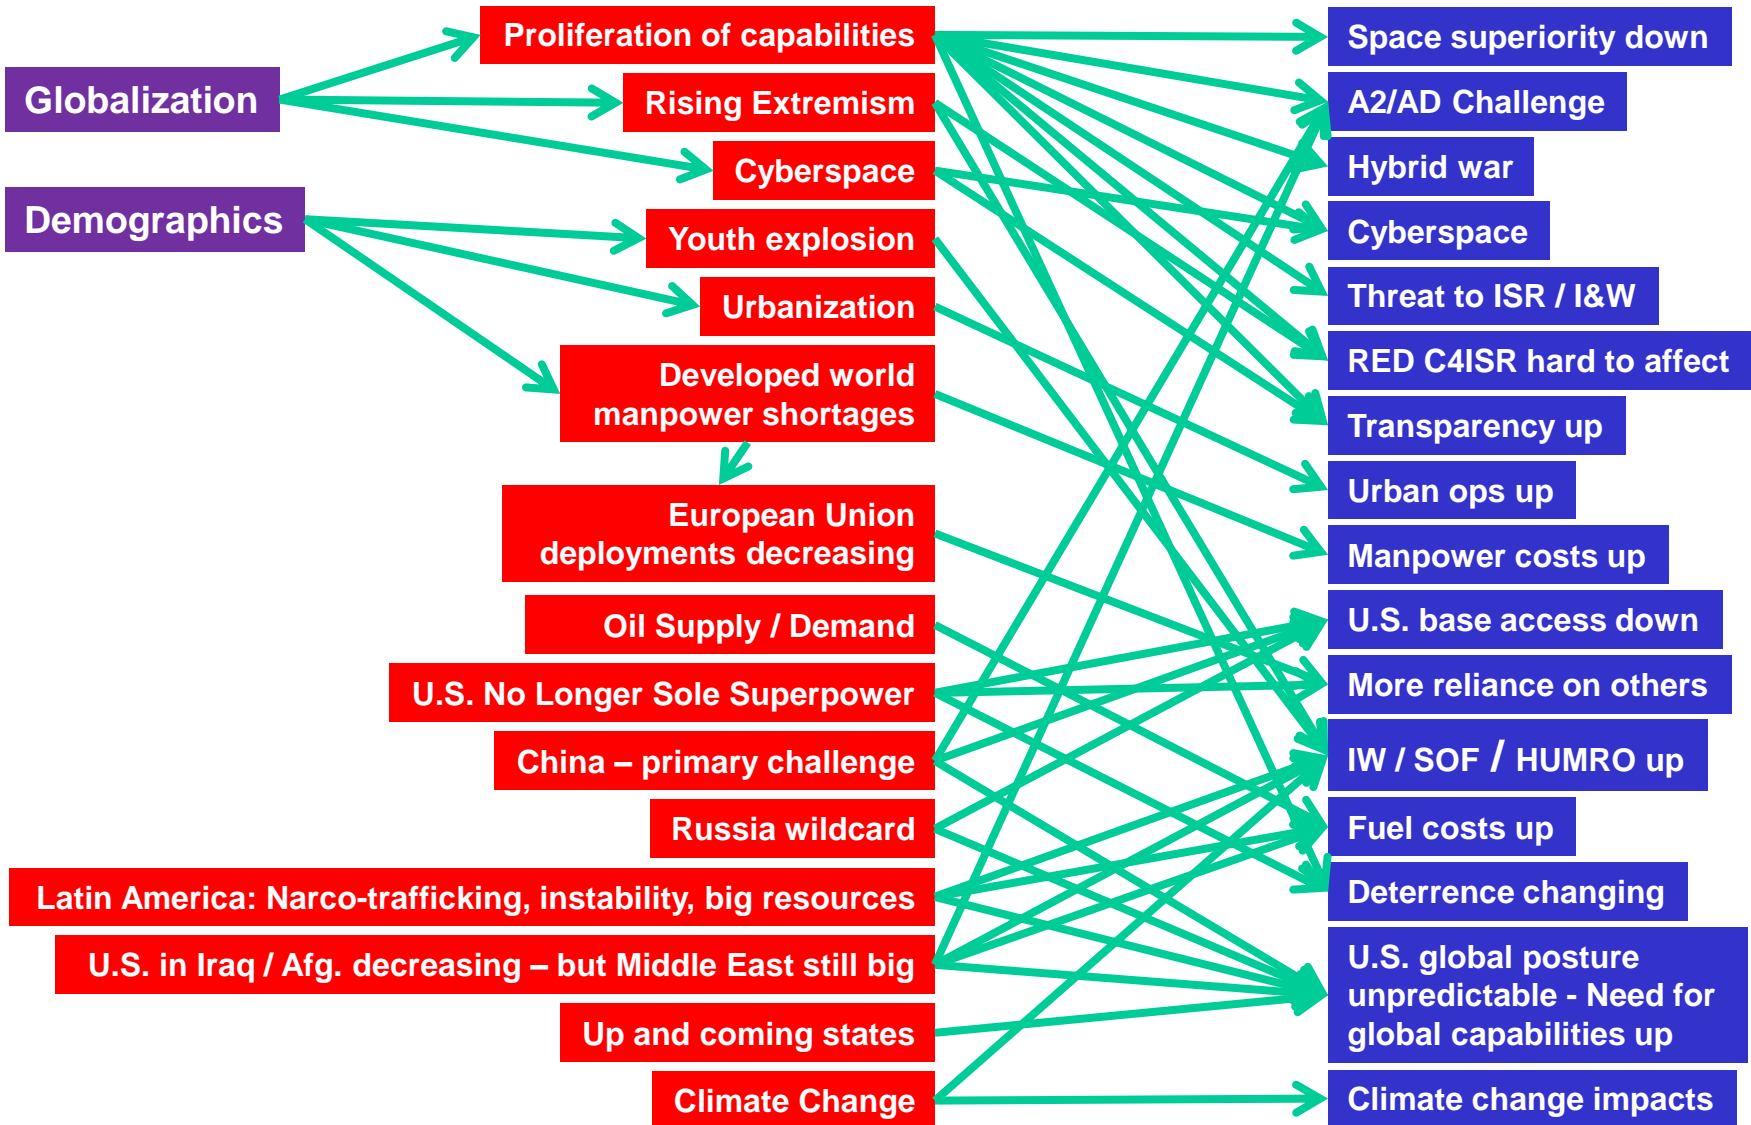 Globalization
Demographics
Proliferation of capabilities
Rising Extremism
Cyberspace
Youth explosion
Urbanization
Developed world
manpower shortages
European Union
deployments decreasing
Oil Supply / Demand
U.S. No Longer Sole Superpower
China – primary challenge
Russia wildcard
Latin America: Narco-trafficking, instability, big resources
U.S. in Iraq / Afg. decreasing – but Middle East still big
Up and coming states
Climate Change
Space superiority down
A2/AD Challenge
Hybrid war
Cyberspace
Threat to ISR / I&W
RED C4ISR hard to affect
Transparency up
Urban ops up
Manpower costs up
U.S. base access down
More reliance on others
IW / SOF / HUMRO up
Fuel costs up
Deterrence changing
U.S. global posture
unpredictable - Need for
global capabilities up
Climate change impacts